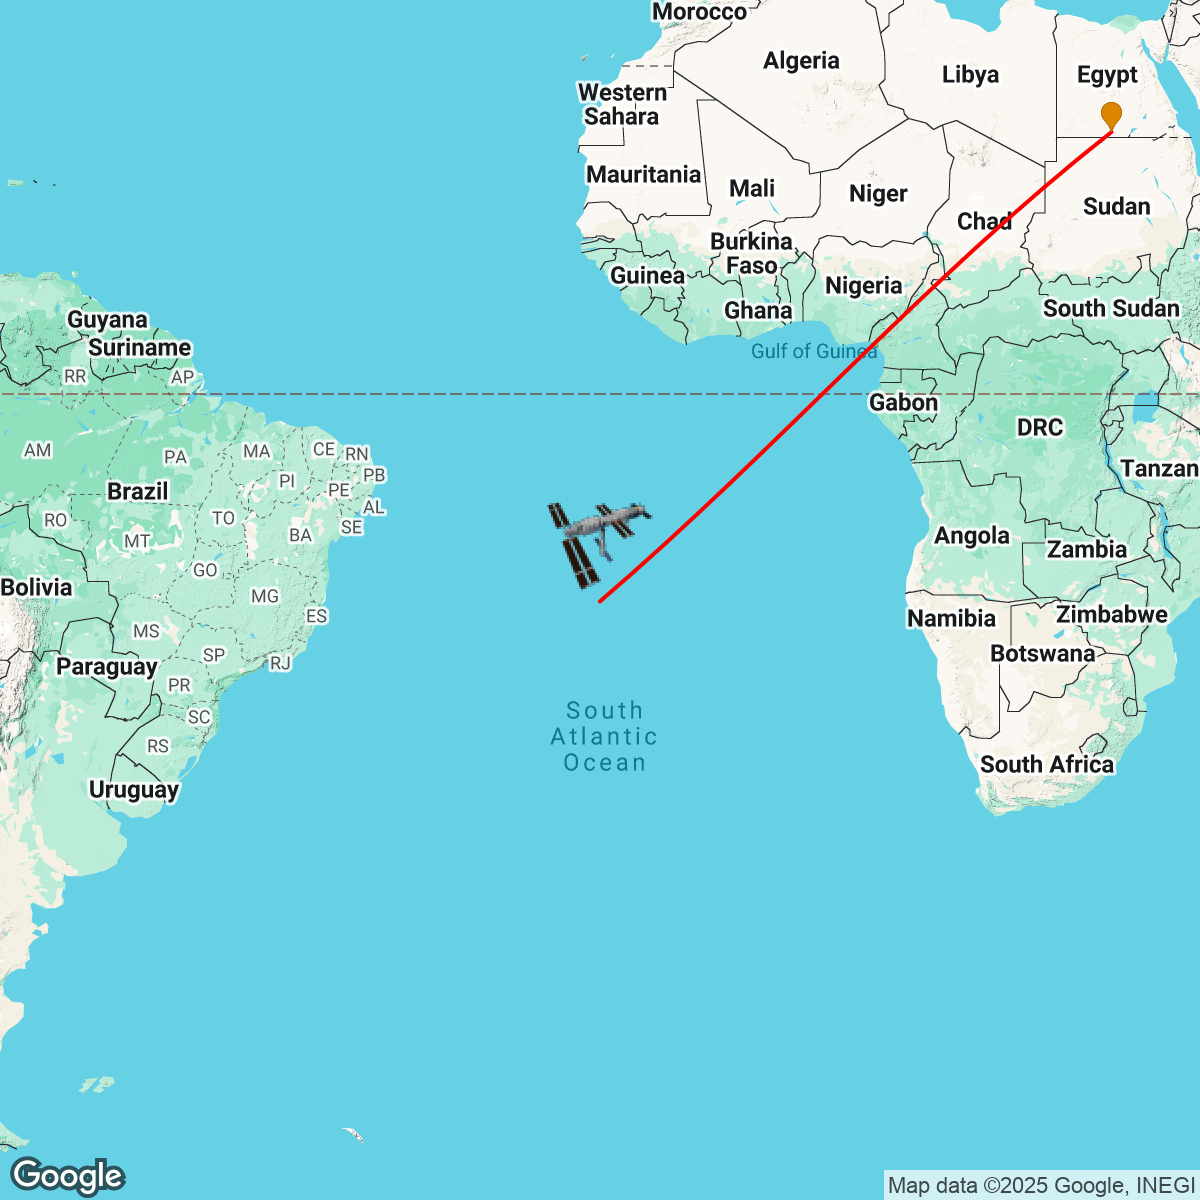 Morocco
Algeria
Libya
Egypt
Western
Sahara
Mauritania
Mali
Niger
Chad
Sudan
Burkina
Faso
Guinea
Ghana
Nigeria
South Sudan
Guyana
Suriname
Gulf of Guinea
RR
AP
Gabon
DRC
AM
PA
MA
CE
RN
PI
PB
PE
Tanzan
Brazil
AL
RO
TO
SE
MT
BA
Angola
Zambia
GO
Bolivia
MG
ES
Namibia
Zimbabwe
MS
SP
RJ
Botswana
Paraguay
PR
SC
South
Atlantic
Ocean
RS
South Africa
Uruguay
Google
Map data ©2025 Google, INEGI